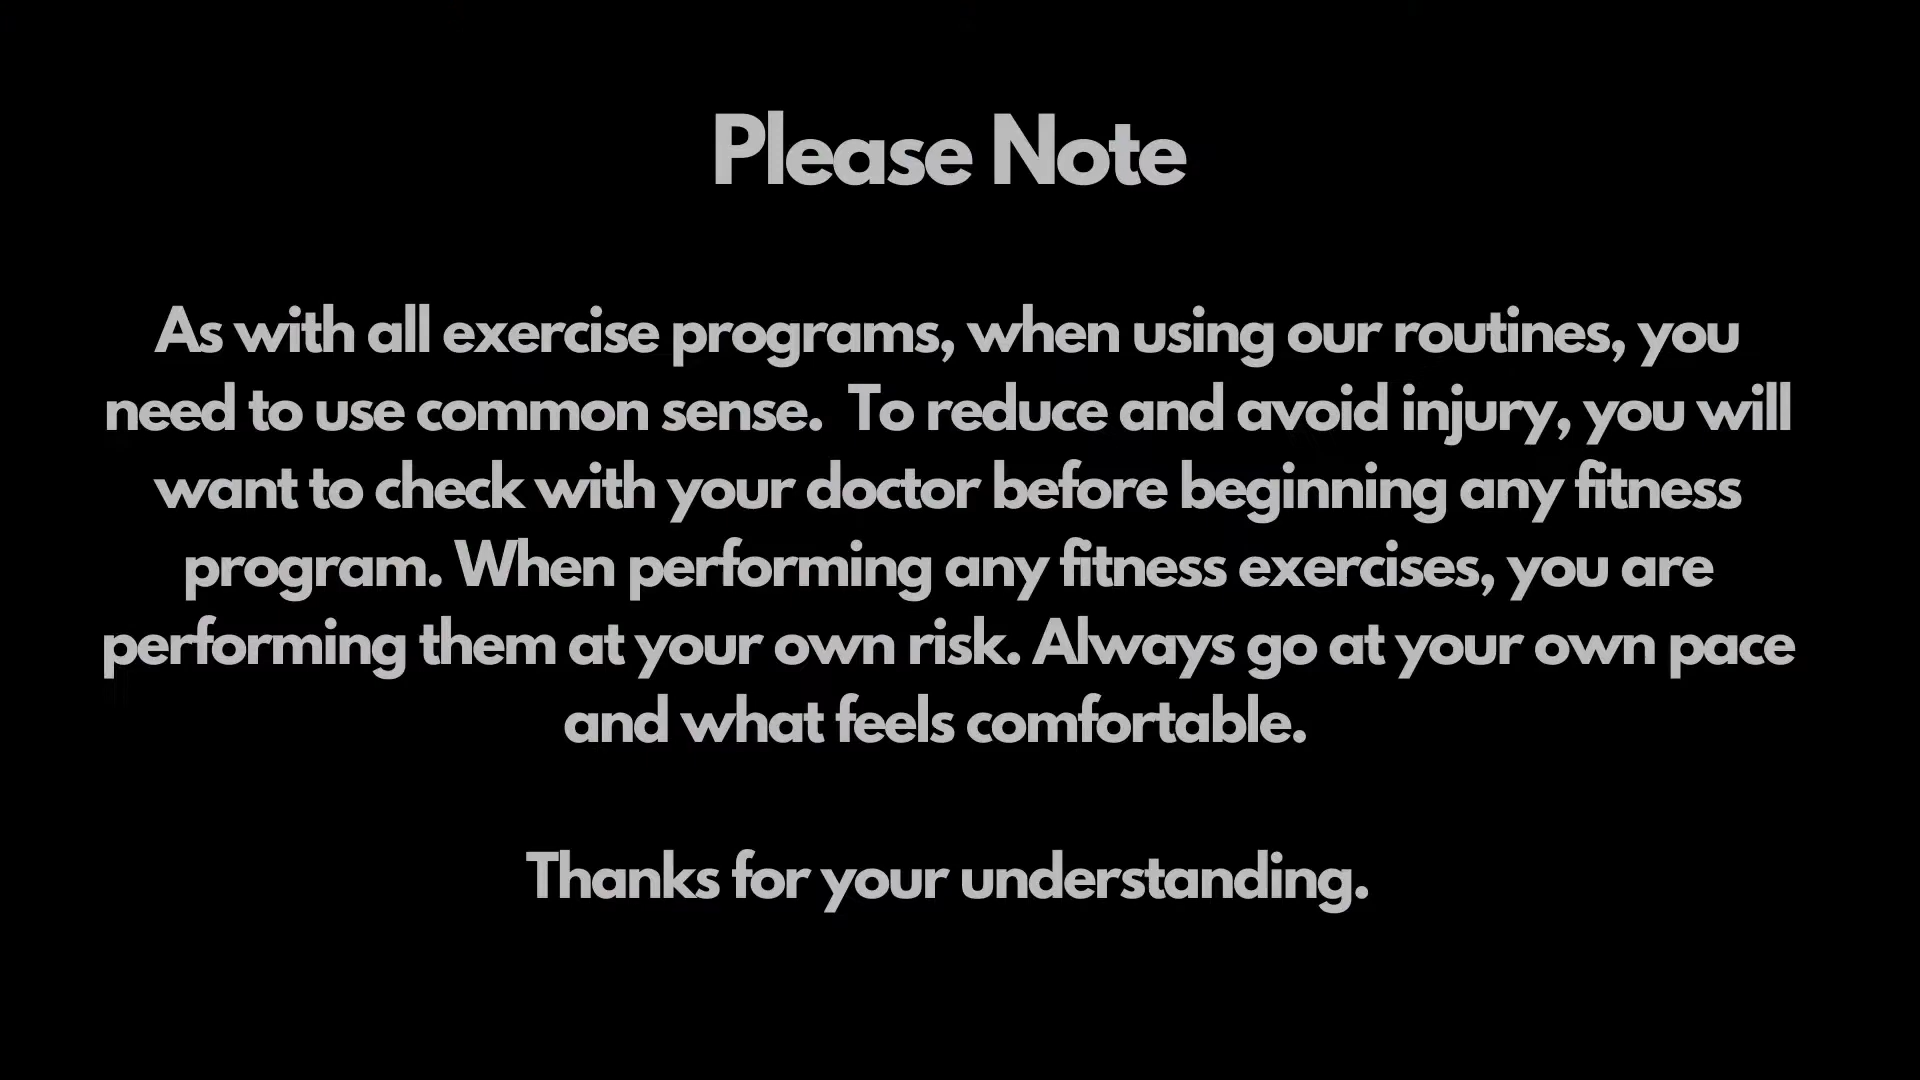 Please Note
As with all exercise programs, when using our routines, you
need to use common sense.  To reduce and avoid injury, you will
want to check with your doctor before beginning any fitness
program. When performing any fitness exercises, you are
performing them at your own risk. Always go at your own pace
and what feels comfortable.
Thanks for your understanding.